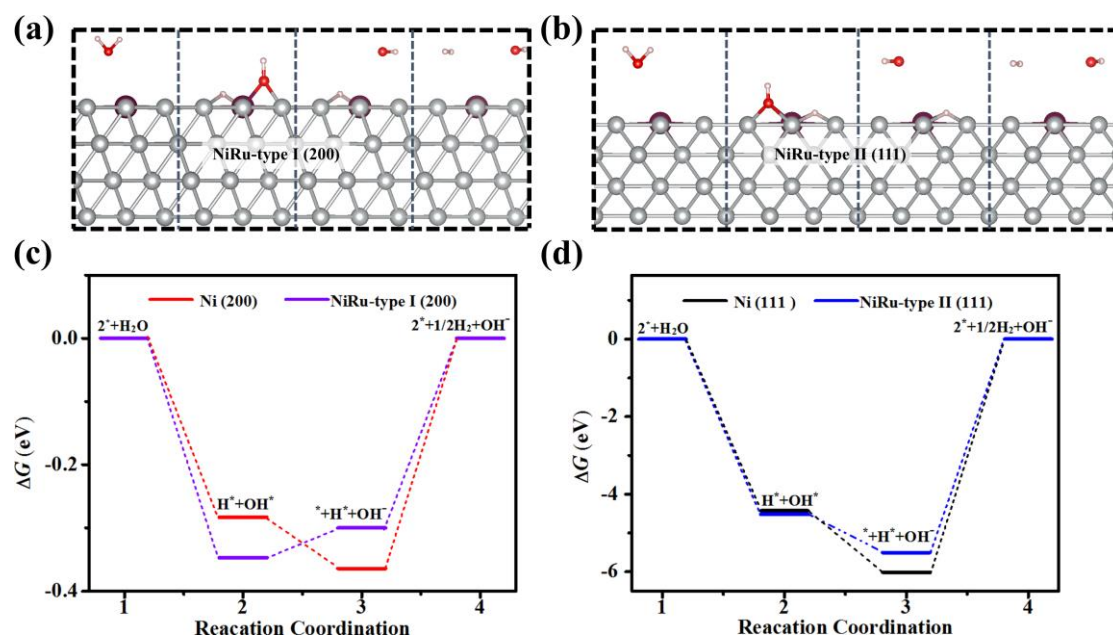 (a)
NiRu-type I (200)
(b)
NiRu-type II (111)
(c)
Ni (200)
NiRu-type I (200)
2*+H₂O
2*+1/2H₂+OH⁻
0.0
-0.2
-0.4
ΔG (eV)
H*+OH*
*+H*+OH⁻
1 2 3 4
Reacation Coordination
(d)
Ni (111 )
NiRu-type II (111)
2*+H₂O
2*+1/2H₂+OH⁻
0
-2
-4
-6
ΔG (eV)
H*+OH*
*+H*+OH⁻
1 2 3 4
Reacation Coordination